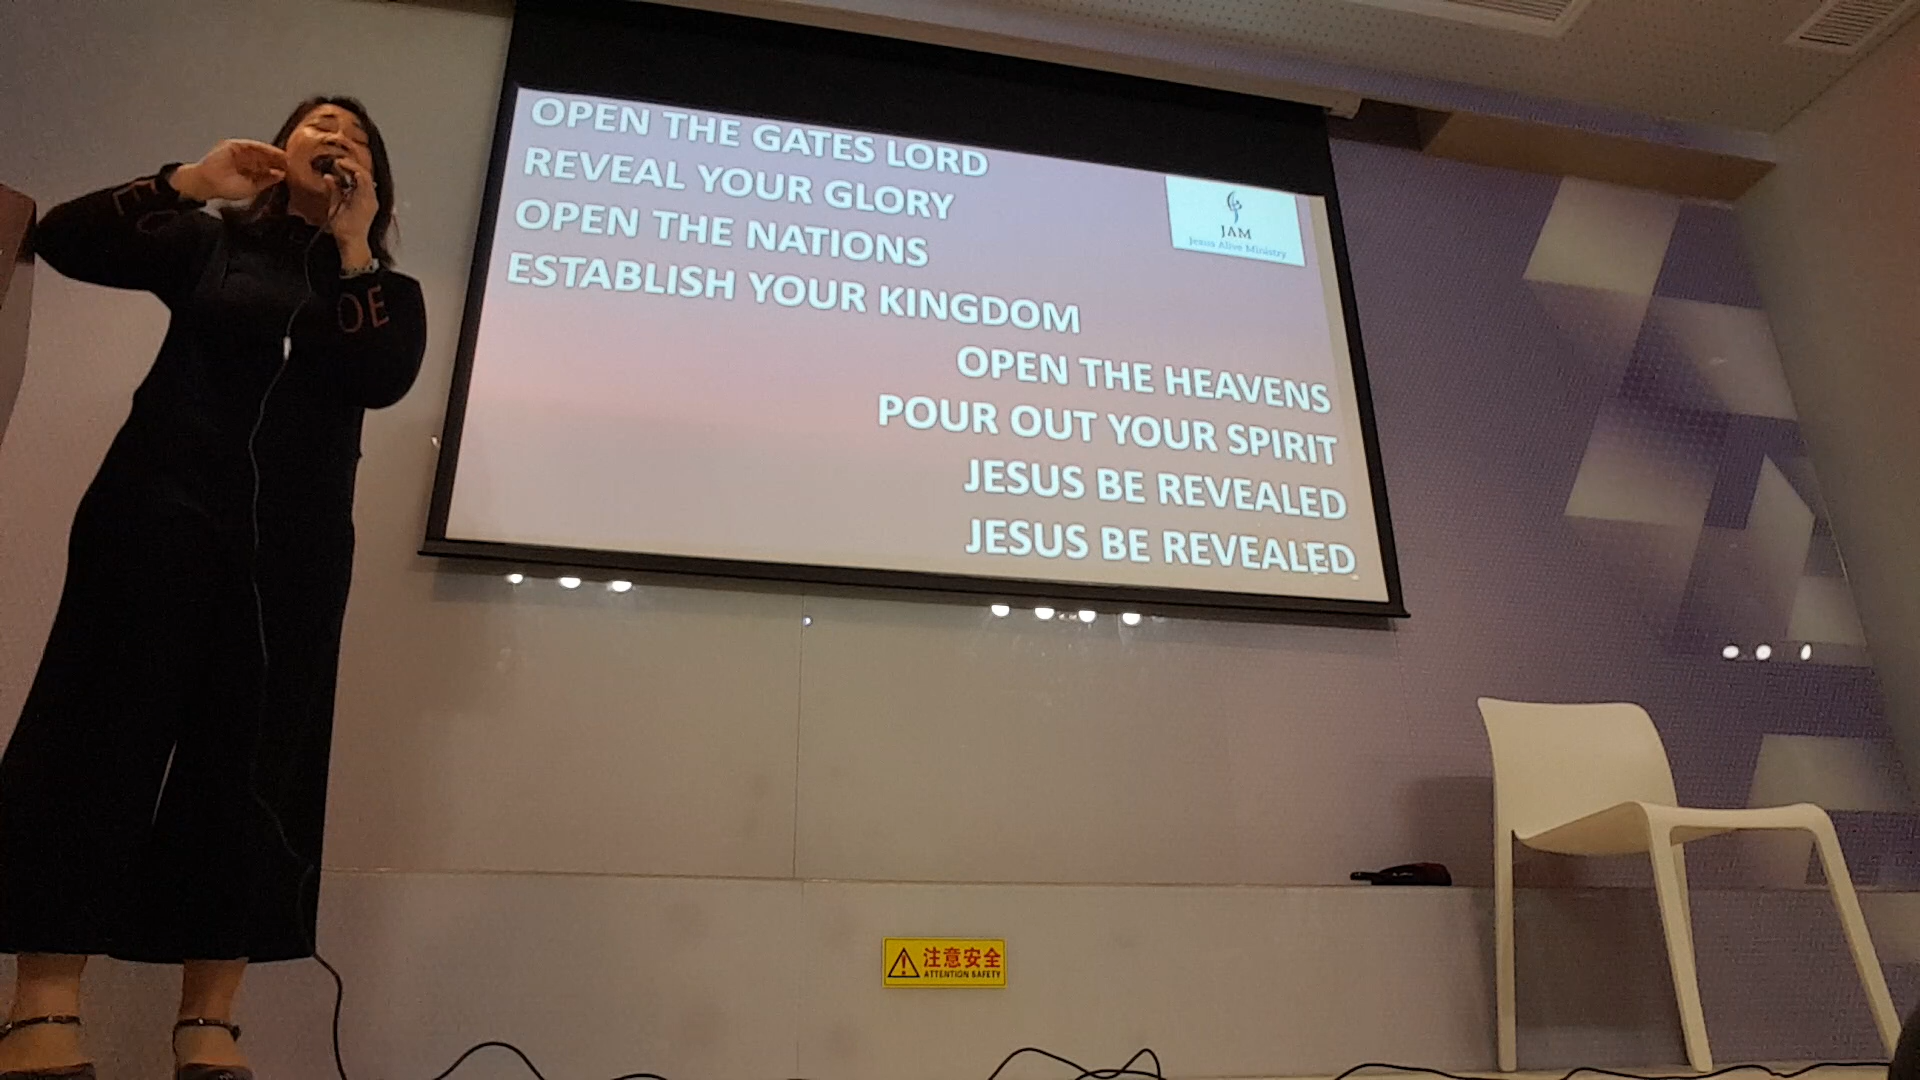 OPEN THE GATES LORD
REVEAL YOUR GLORY
OPEN THE NATIONS
ESTABLISH YOUR KINGDOM
JAM
Jesus Alive Ministry
OPEN THE HEAVENS
POUR OUT YOUR SPIRIT
JESUS BE REVEALED
JESUS BE REVEALED
注意安全
ATTENTION SAFETY